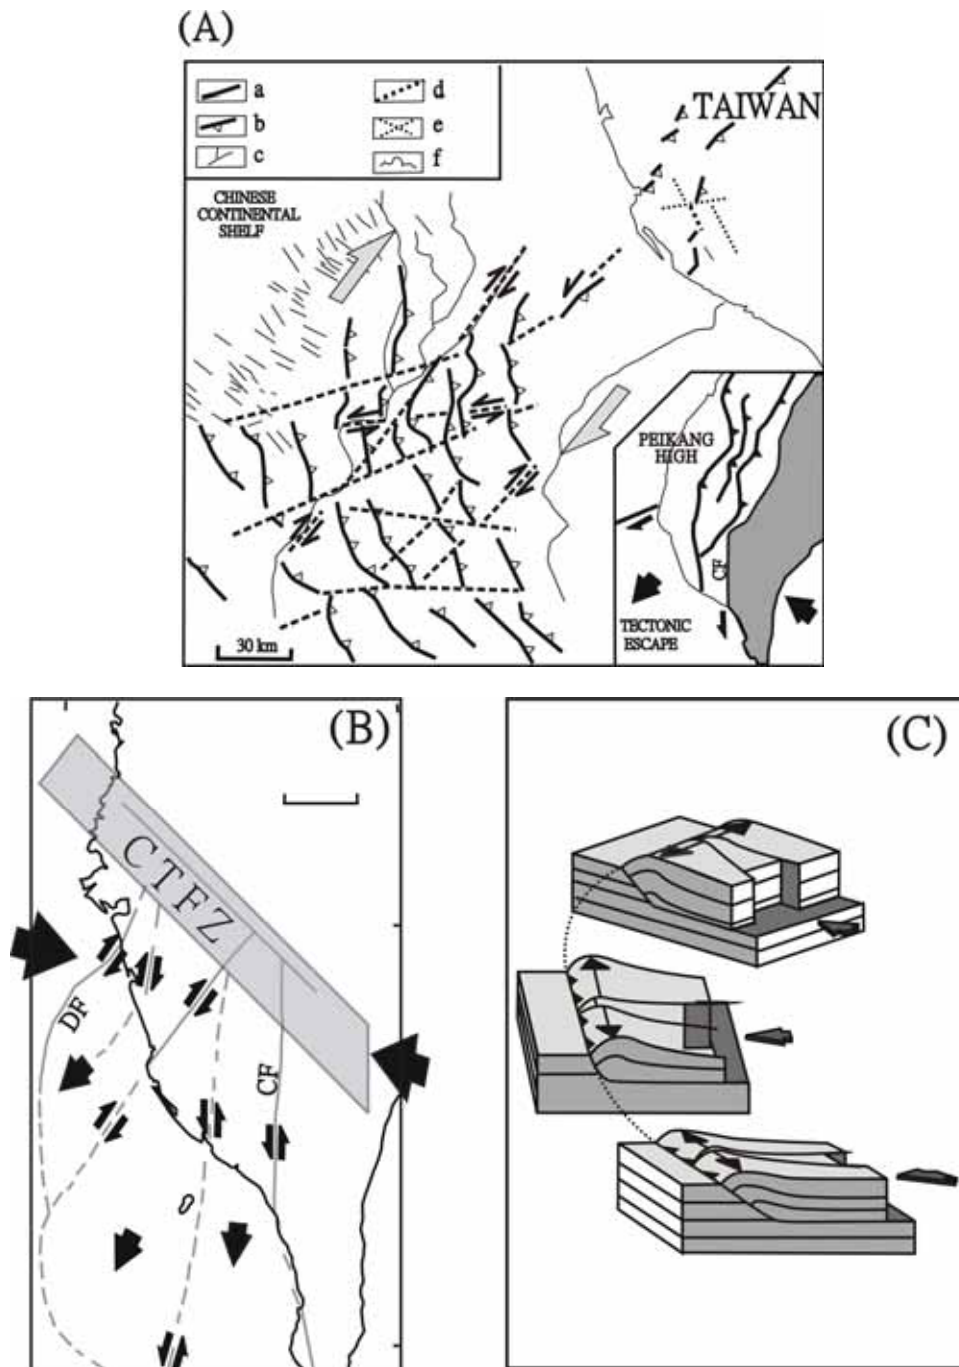 (A)
a
b
c
d
e
f
TAIWAN
CHINESE
CONTINENTAL
SHELF
PEIKANG
HIGH
CF
TECTONIC
ESCAPE
30 km
(B)
CTFZ
DF
CF
(C)